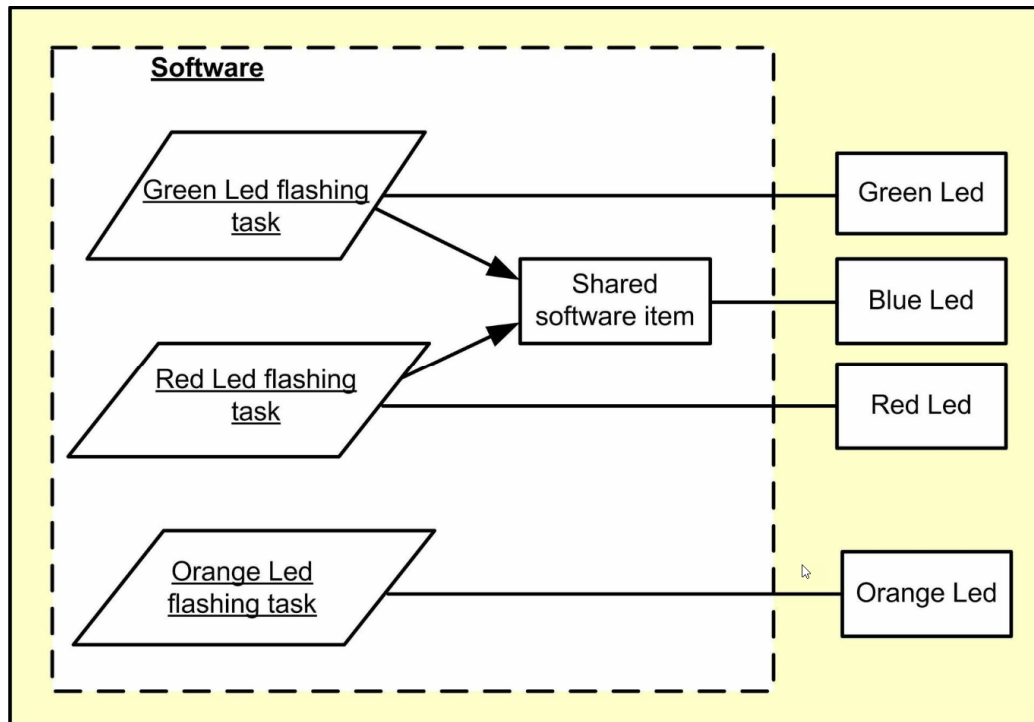 Software
Green Led flashing
task
Green Led
Shared
software item
Blue Led
Red Led flashing
task
Red Led
Orange Led
flashing task
Orange Led